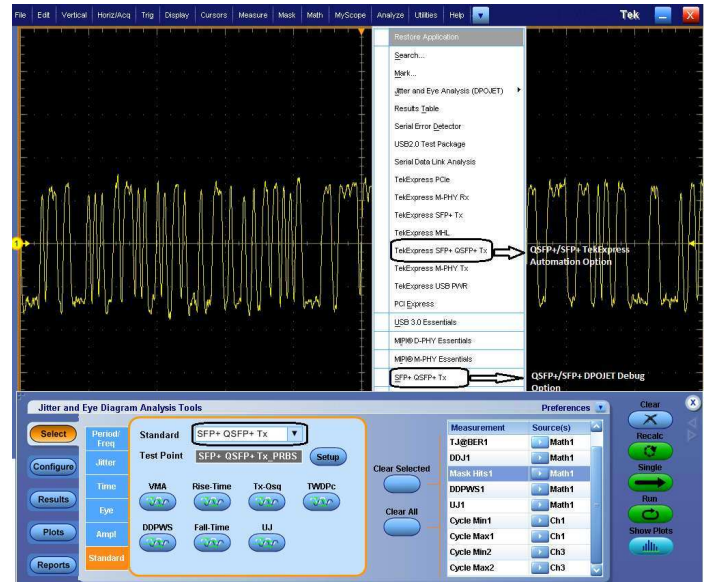 File Edit Vertical Horiz/Acq Trig Display Cursors Measure Mask Math MyScope Analyze Utilities Help Tek
Restore Application
Search...
Mark...
Jitter and Eye Analysis (DPOJET)
Results Table
Serial Error Detector
USB2.0 Test Package
Serial Data Link Analysis
TekExpress PCIe
TekExpress M-PHY Rx
TekExpress SFP+ Tx
TekExpress MHL
TekExpress SFP+ QSFP+ Tx
QSFP+/SFP+ TekExpress
Automation Option
TekExpress M-PHY Tx
TekExpress USB PWR
PCI Express
USB 3.0 Essentials
MIPI® D-PHY Essentials
MIPI® M-PHY Essentials
SFP+ QSFP+ Tx
QSFP+/SFP+ DPOJET Debug
Option
1
Jitter and Eye Diagram Analysis Tools
Preferences
Clear
X
Select
Configure
Results
Plots
Reports
Period/
Freq
Jitter
Time
Eye
Ampl
Standard
Standard SFP+ QSFP+ Tx
Test Point SFP+ QSFP+ Tx_PRBS Setup
VMA Rise-Time Tx-Qsq TWDPc
DDPWS Fall-Time UJ
Clear Selected
Clear All
Measurement Source(s)
TJ@BER1 Math1
DDJ1 Math1
Mask Hits1 Math1
DDPWS1 Math1
UJ1 Math1
Cycle Min1 Ch1
Cycle Max1 Ch1
Cycle Min2 Ch3
Cycle Max2 Ch3
Recalc
Single
Run
Show Plots